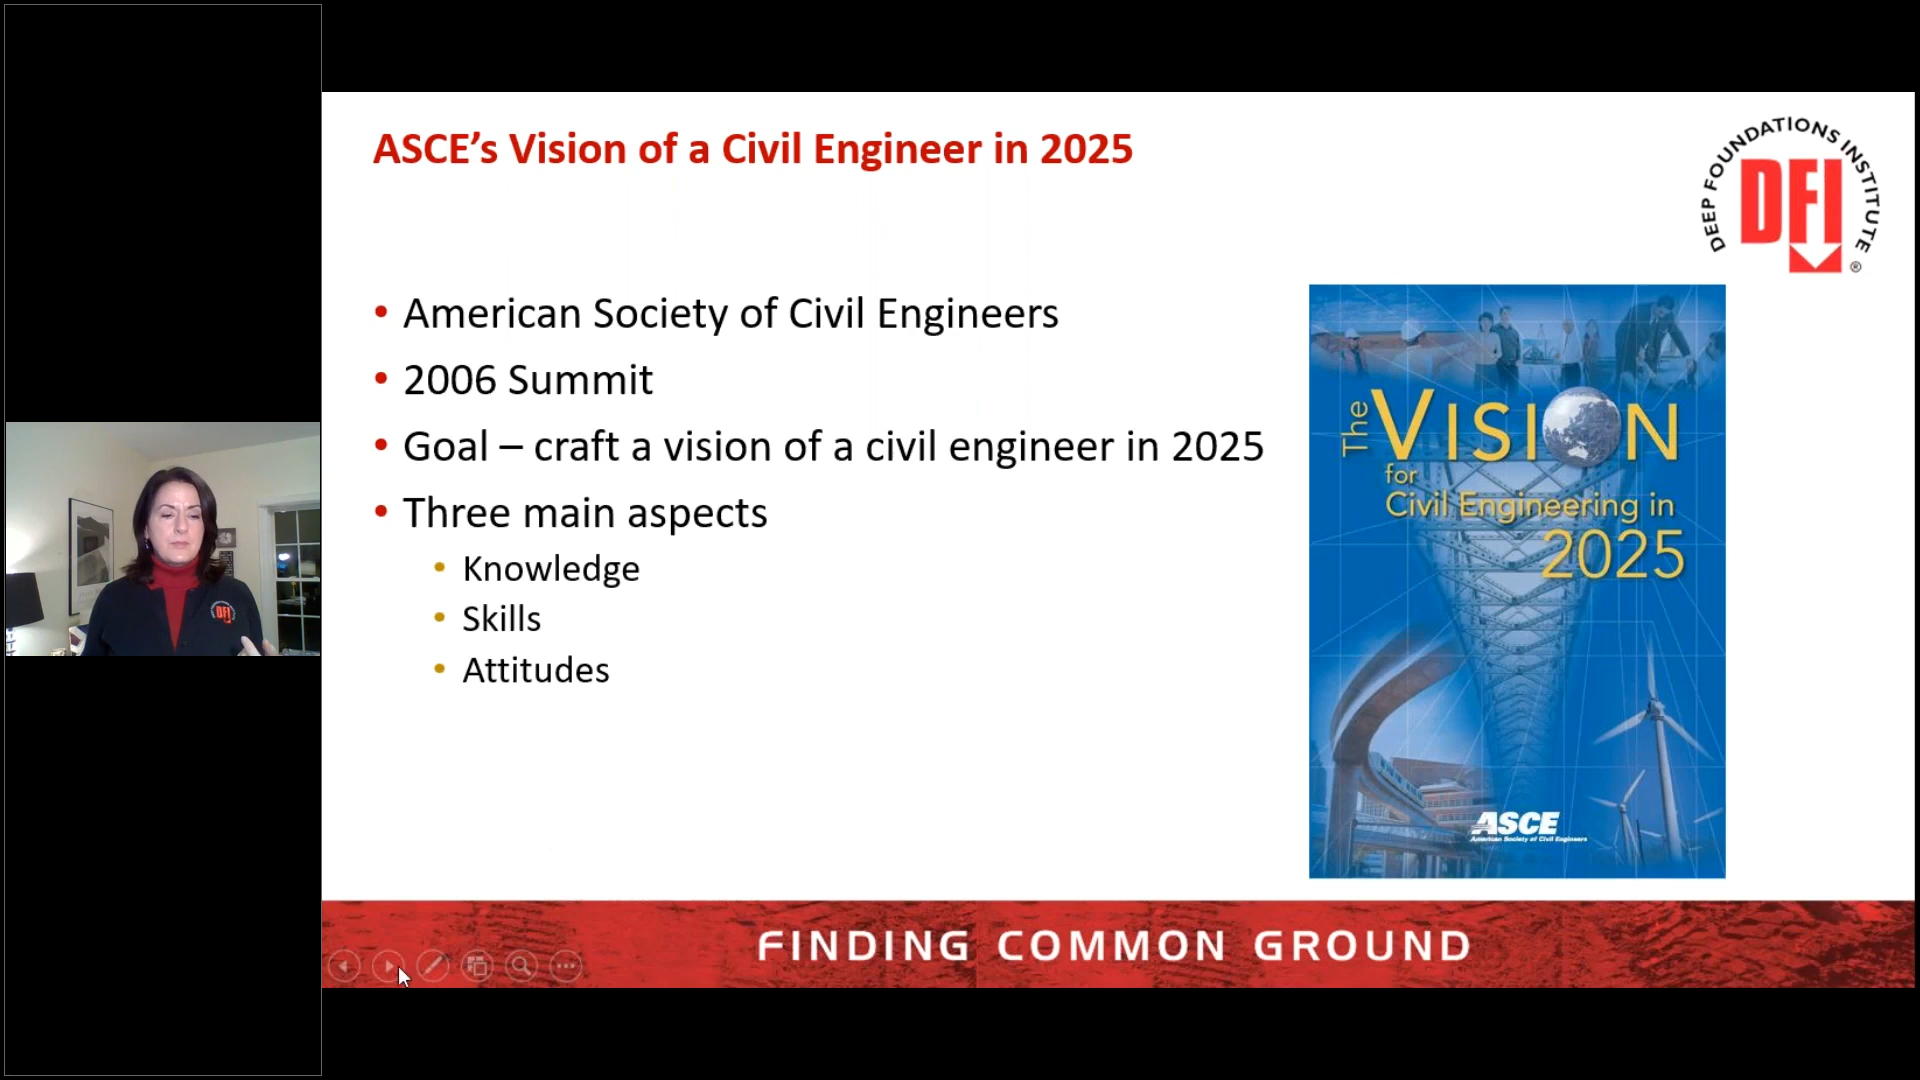 ASCE’s Vision of a Civil Engineer in 2025
DEEP FOUNDATIONS INSTITUTE
DFI
®
• American Society of Civil Engineers
• 2006 Summit
• Goal – craft a vision of a civil engineer in 2025
• Three main aspects
• Knowledge
• Skills
• Attitudes
The
VISION
for
Civil Engineering in
2025
ASCE
American Society of Civil Engineers
DFI
FINDING COMMON GROUND